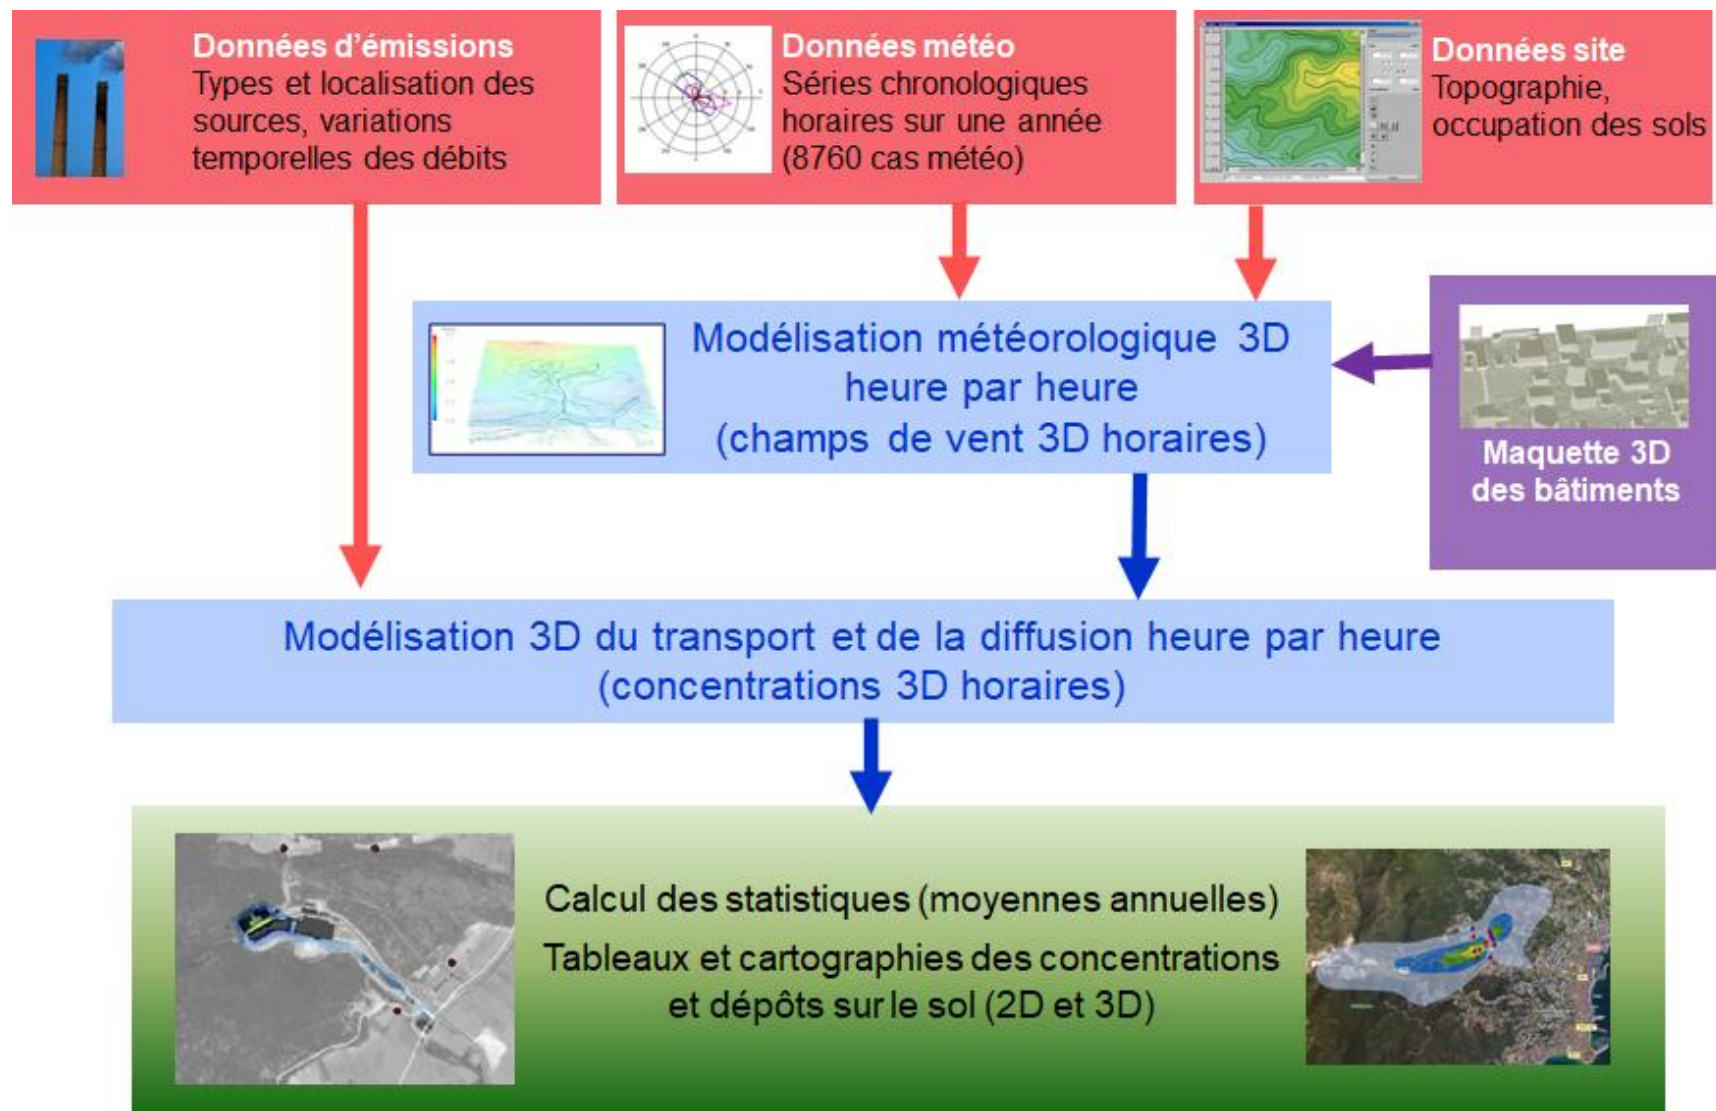 Données d'émissions
Types et localisation des
sources, variations
temporelles des débits
Données météo
Séries chronologiques
horaires sur une année
(8760 cas météo)
Données site
Topographie,
occupation des sols
Modélisation météorologique 3D
heure par heure
(champs de vent 3D horaires)
Maquette 3D
des bâtiments
Modélisation 3D du transport et de la diffusion heure par heure
(concentrations 3D horaires)
Calcul des statistiques (moyennes annuelles)
Tableaux et cartographies des concentrations
et dépôts sur le sol (2D et 3D)